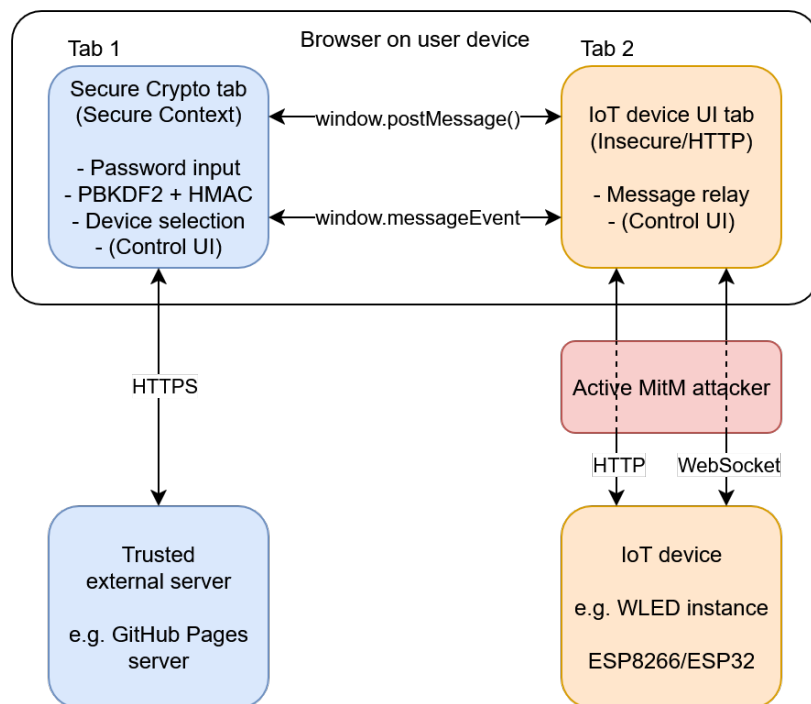 Browser on user device
Tab 1
Tab 2
Secure Crypto tab
(Secure Context)
- Password input
- PBKDF2 + HMAC
- Device selection
- (Control UI)
window.postMessage()
window.messageEvent
IoT device UI tab
(Insecure/HTTP)
- Message relay
- (Control UI)
HTTPS
Active MitM attacker
HTTP
WebSocket
Trusted
external server
e.g. GitHub Pages
server
IoT device
e.g. WLED instance
ESP8266/ESP32